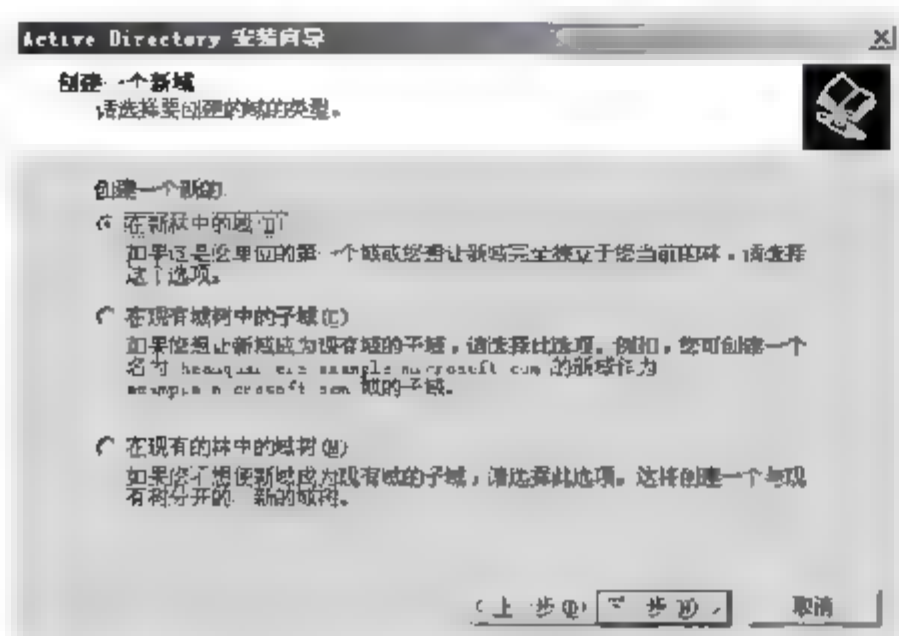 Active Directory 安装向导
创建一个新域
请选择要创建的域的类型。
创建一个新的:
在新林中的域(D)
如果这是您单位的第一个域或您想让新域完全独立于您当前的林，请选择
这个选项。
在现有域树中的子域(C)
如果您想让新域成为现有域的子域，请选择此选项。例如，您可创建一个
名为 headquarters.example.microsoft.com 的新域作为
example.microsoft.com 域的子域。
在现有的林中的域树(W)
如果您不想使新域成为现有域的子域，请选择此选项。这将创建一个与现
有树分开的、新的域树。
<上一步(B) 下一步(N)> 取消